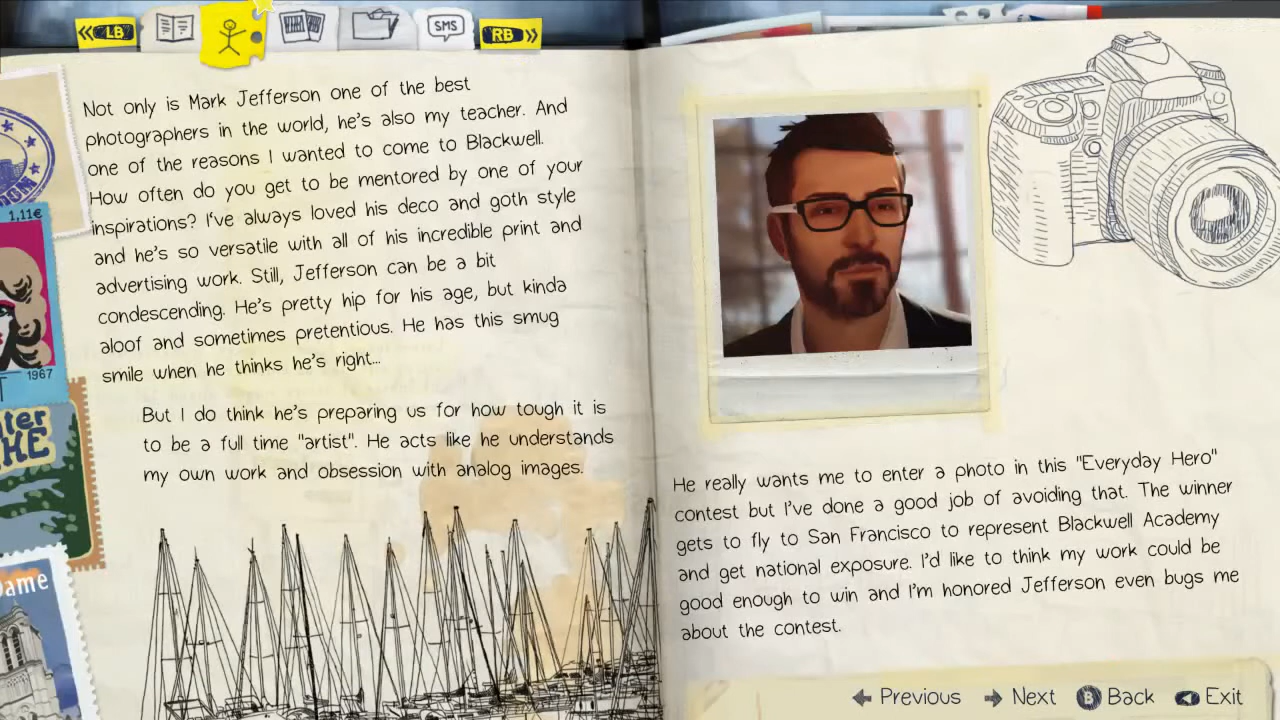 LB
SMS
RB
Not only is Mark Jefferson one of the best
photographers in the world, he's also my teacher. And
one of the reasons I wanted to come to Blackwell.
How often do you get to be mentored by one of your
inspirations? I've always loved his deco and goth style
and he's so versatile with all of his incredible print and
advertising work. Still, Jefferson can be a bit
condescending. He's pretty hip for his age, but kinda
aloof and sometimes pretentious. He has this smug
smile when he thinks he's right...
But I do think he's preparing us for how tough it is
to be a full time "artist". He acts like he understands
my own work and obsession with analog images.
1,11€
1967
Dame
He really wants me to enter a photo in this "Everyday Hero"
contest but I've done a good job of avoiding that. The winner
gets to fly to San Francisco to represent Blackwell Academy
and get national exposure. I'd like to think my work could be
good enough to win and I'm honored Jefferson even bugs me
about the contest.
Previous
Next
B Back
Exit